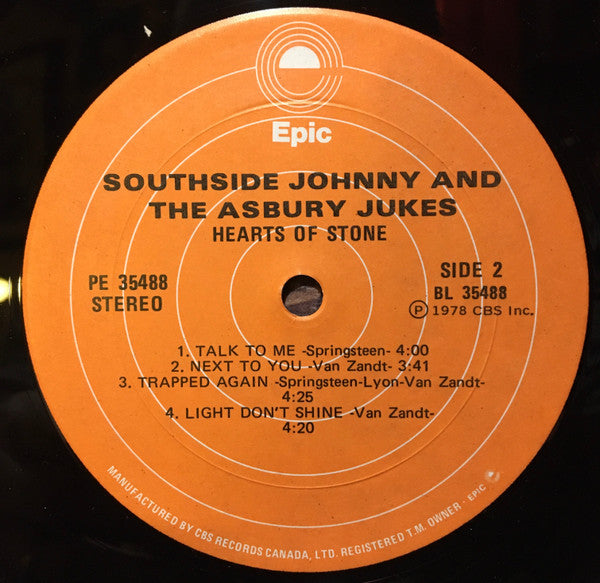 Epic
SOUTHSIDE JOHNNY AND
THE ASBURY JUKES
HEARTS OF STONE
PE 35488
STEREO
SIDE 2
BL 35488
Ⓟ 1978 CBS Inc.
1. TALK TO ME -Springsteen- 4:00
2. NEXT TO YOU -Van Zandt- 3:41
3. TRAPPED AGAIN -Springsteen-Lyon-Van Zandt-
4:25
4. LIGHT DON'T SHINE -Van Zandt-
4:20
MANUFACTURED BY CBS RECORDS CANADA, LTD. REGISTERED T.M. OWNER - EPIC